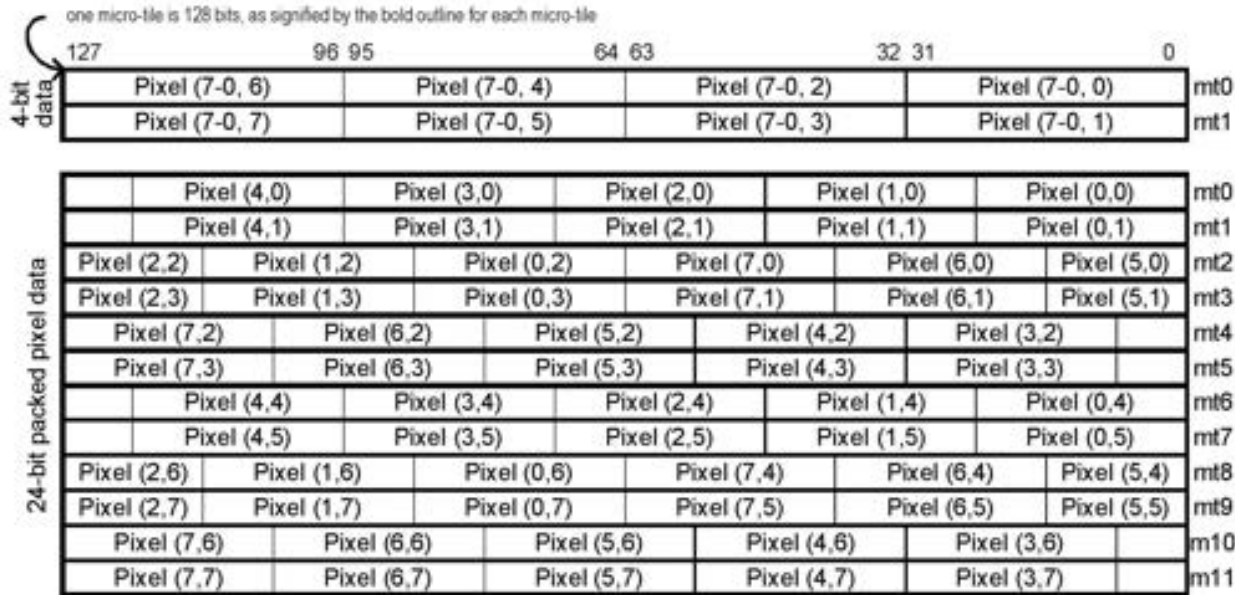 one micro-tile is 128 bits, as signified by the bold outline for each micro-tile
127 96 95 64 63 32 31 0
4-bit data
Pixel (7-0, 6) Pixel (7-0, 4) Pixel (7-0, 2) Pixel (7-0, 0) mt0
Pixel (7-0, 7) Pixel (7-0, 5) Pixel (7-0, 3) Pixel (7-0, 1) mt1
24-bit packed pixel data
Pixel (4,0) Pixel (3,0) Pixel (2,0) Pixel (1,0) Pixel (0,0) mt0
Pixel (4,1) Pixel (3,1) Pixel (2,1) Pixel (1,1) Pixel (0,1) mt1
Pixel (2,2) Pixel (1,2) Pixel (0,2) Pixel (7,0) Pixel (6,0) Pixel (5,0) mt2
Pixel (2,3) Pixel (1,3) Pixel (0,3) Pixel (7,1) Pixel (6,1) Pixel (5,1) mt3
Pixel (7,2) Pixel (6,2) Pixel (5,2) Pixel (4,2) Pixel (3,2) mt4
Pixel (7,3) Pixel (6,3) Pixel (5,3) Pixel (4,3) Pixel (3,3) mt5
Pixel (4,4) Pixel (3,4) Pixel (2,4) Pixel (1,4) Pixel (0,4) mt6
Pixel (4,5) Pixel (3,5) Pixel (2,5) Pixel (1,5) Pixel (0,5) mt7
Pixel (2,6) Pixel (1,6) Pixel (0,6) Pixel (7,4) Pixel (6,4) Pixel (5,4) mt8
Pixel (2,7) Pixel (1,7) Pixel (0,7) Pixel (7,5) Pixel (6,5) Pixel (5,5) mt9
Pixel (7,6) Pixel (6,6) Pixel (5,6) Pixel (4,6) Pixel (3,6) m10
Pixel (7,7) Pixel (6,7) Pixel (5,7) Pixel (4,7) Pixel (3,7) m11